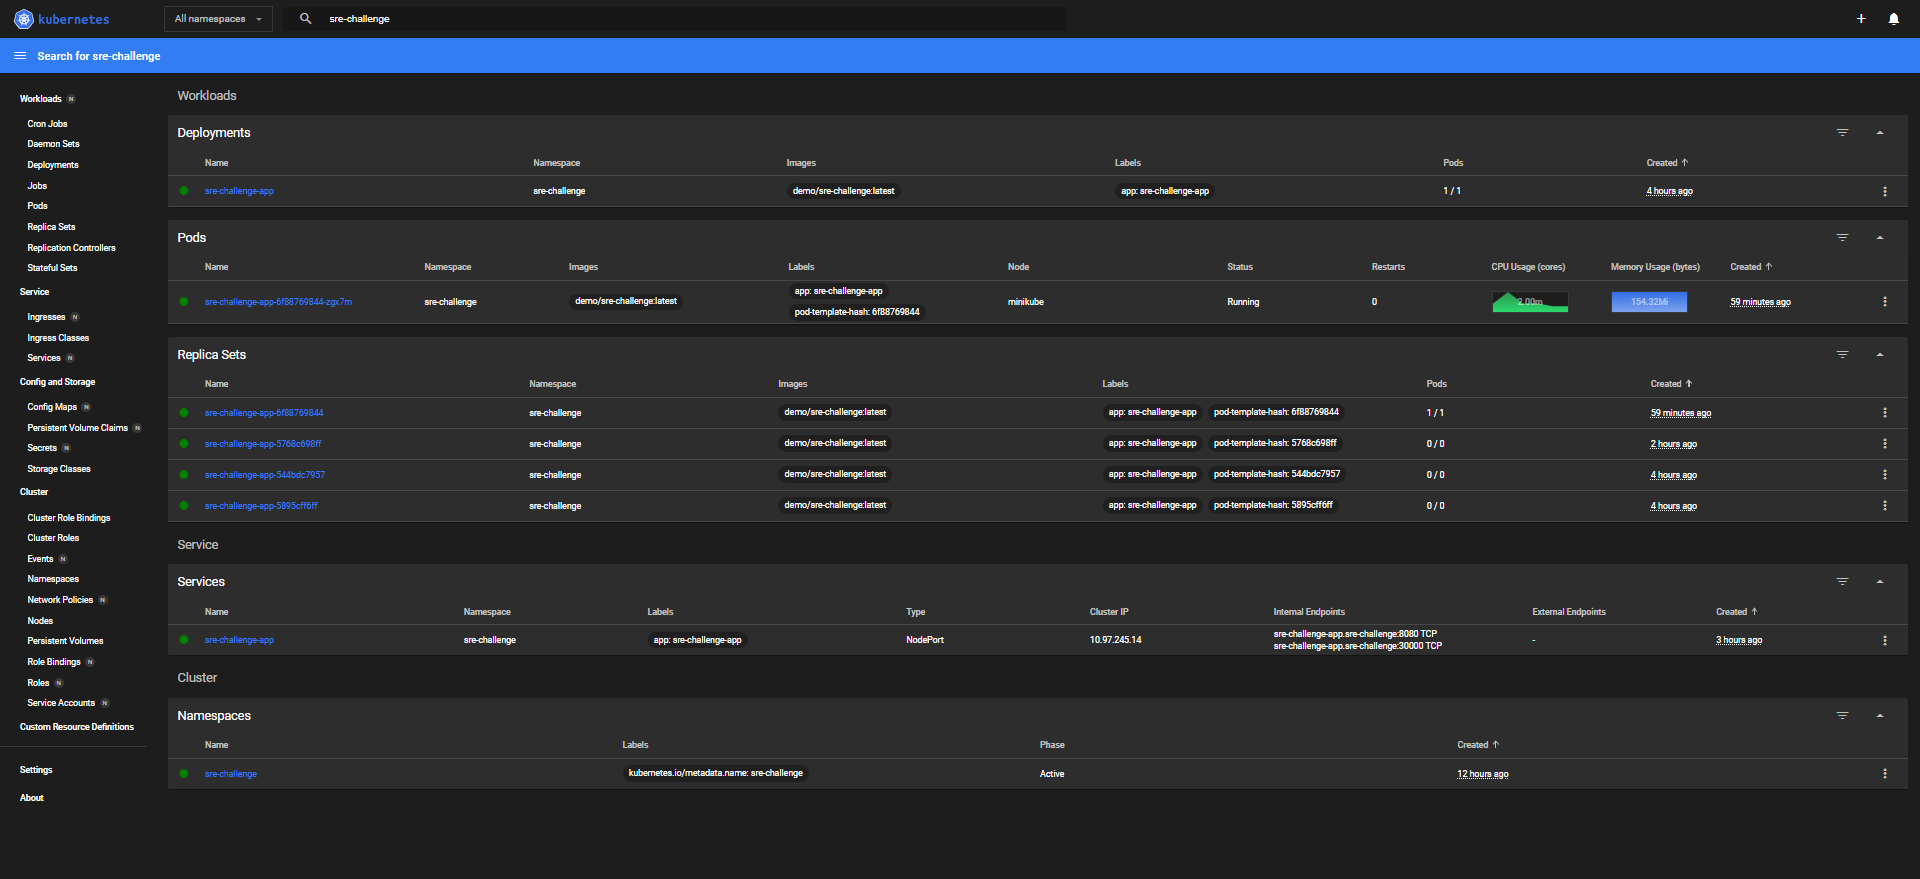 kubernetes All namespaces sre-challenge
Search for sre-challenge
Workloads N
Cron Jobs
Daemon Sets
Deployments
Jobs
Pods
Replica Sets
Replication Controllers
Stateful Sets
Service
Ingresses N
Ingress Classes
Services N
Config and Storage
Config Maps N
Persistent Volume Claims N
Secrets N
Storage Classes
Cluster
Cluster Role Bindings
Cluster Roles
Events N
Namespaces
Network Policies N
Nodes
Persistent Volumes
Role Bindings N
Roles N
Service Accounts N
Custom Resource Definitions
Settings
About
Workloads
Deployments
Name Namespace Images Labels Pods Created
sre-challenge-app sre-challenge demo/sre-challenge:latest app: sre-challenge-app 1 / 1 4 hours ago
Pods
Name Namespace Images Labels Node Status Restarts CPU Usage (cores) Memory Usage (bytes) Created
sre-challenge-app-6f88769844-zgx7m sre-challenge demo/sre-challenge:latest app: sre-challenge-app minikube Running 0 2.00m 154.32Mi 59 minutes ago
pod-template-hash: 6f88769844
Replica Sets
Name Namespace Images Labels Pods Created
sre-challenge-app-6f88769844 sre-challenge demo/sre-challenge:latest app: sre-challenge-app pod-template-hash: 6f88769844 1 / 1 59 minutes ago
sre-challenge-app-5768c698ff sre-challenge demo/sre-challenge:latest app: sre-challenge-app pod-template-hash: 5768c698ff 0 / 0 2 hours ago
sre-challenge-app-544bdc7957 sre-challenge demo/sre-challenge:latest app: sre-challenge-app pod-template-hash: 544bdc7957 0 / 0 4 hours ago
sre-challenge-app-5895cff6ff sre-challenge demo/sre-challenge:latest app: sre-challenge-app pod-template-hash: 5895cff6ff 0 / 0 4 hours ago
Service
Services
Name Namespace Labels Type Cluster IP Internal Endpoints External Endpoints Created
sre-challenge-app sre-challenge app: sre-challenge-app NodePort 10.97.245.14 sre-challenge-app.sre-challenge:8080 TCP - 3 hours ago
sre-challenge-app.sre-challenge:30000 TCP
Cluster
Namespaces
Name Labels Phase Created
sre-challenge kubernetes.io/metadata.name: sre-challenge Active 12 hours ago